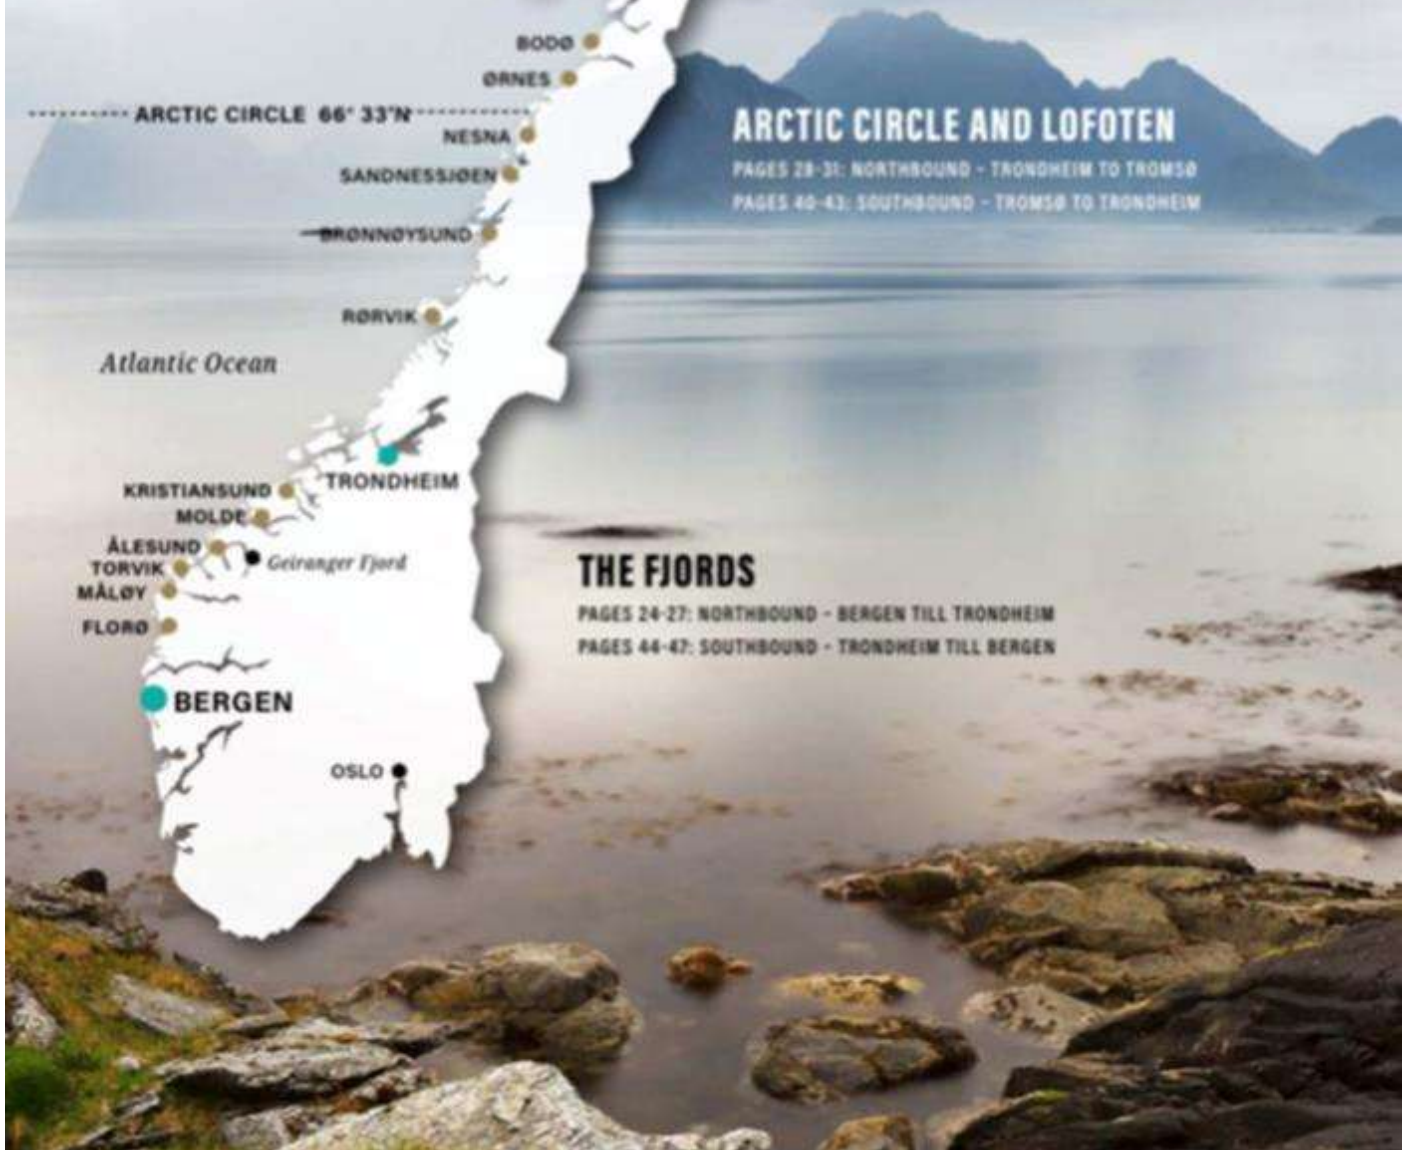 BODØ
ØRNES
ARCTIC CIRCLE 66° 33'N
NESNA
SANDNESSJØEN
BRØNNØYSUND
RØRVIK
Atlantic Ocean
TRONDHEIM
KRISTIANSUND
MOLDE
ÅLESUND
Geiranger Fjord
TORVIK
MÅLØY
FLORØ
BERGEN
OSLO
ARCTIC CIRCLE AND LOFOTEN
PAGES 28-31: NORTHBOUND - TRONDHEIM TO TROMSØ
PAGES 40-43: SOUTHBOUND - TROMSØ TO TRONDHEIM
THE FJORDS
PAGES 24-27: NORTHBOUND - BERGEN TILL TRONDHEIM
PAGES 44-47: SOUTHBOUND - TRONDHEIM TILL BERGEN